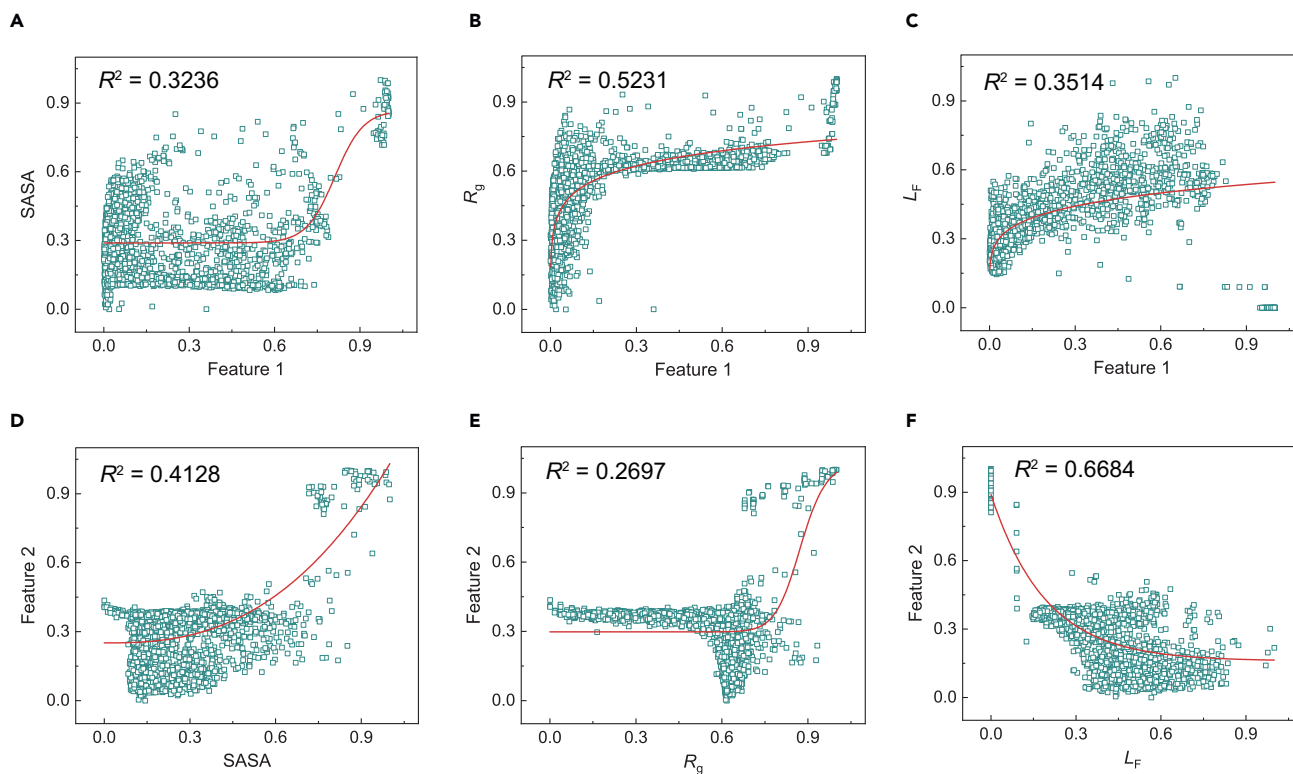 A
R² = 0.3236
SASA
0.9
0.6
0.3
0.0
0.0 0.3 0.6 0.9
Feature 1
B
R² = 0.5231
Rg
0.9
0.6
0.3
0.0
0.0 0.3 0.6 0.9
Feature 1
C
R² = 0.3514
LF
0.9
0.6
0.3
0.0
0.0 0.3 0.6 0.9
Feature 1
D
R² = 0.4128
Feature 2
0.9
0.6
0.3
0.0
0.0 0.3 0.6 0.9
SASA
E
R² = 0.2697
Feature 2
0.9
0.6
0.3
0.0
0.0 0.3 0.6 0.9
Rg
F
R² = 0.6684
Feature 2
0.9
0.6
0.3
0.0
0.0 0.3 0.6 0.9
LF